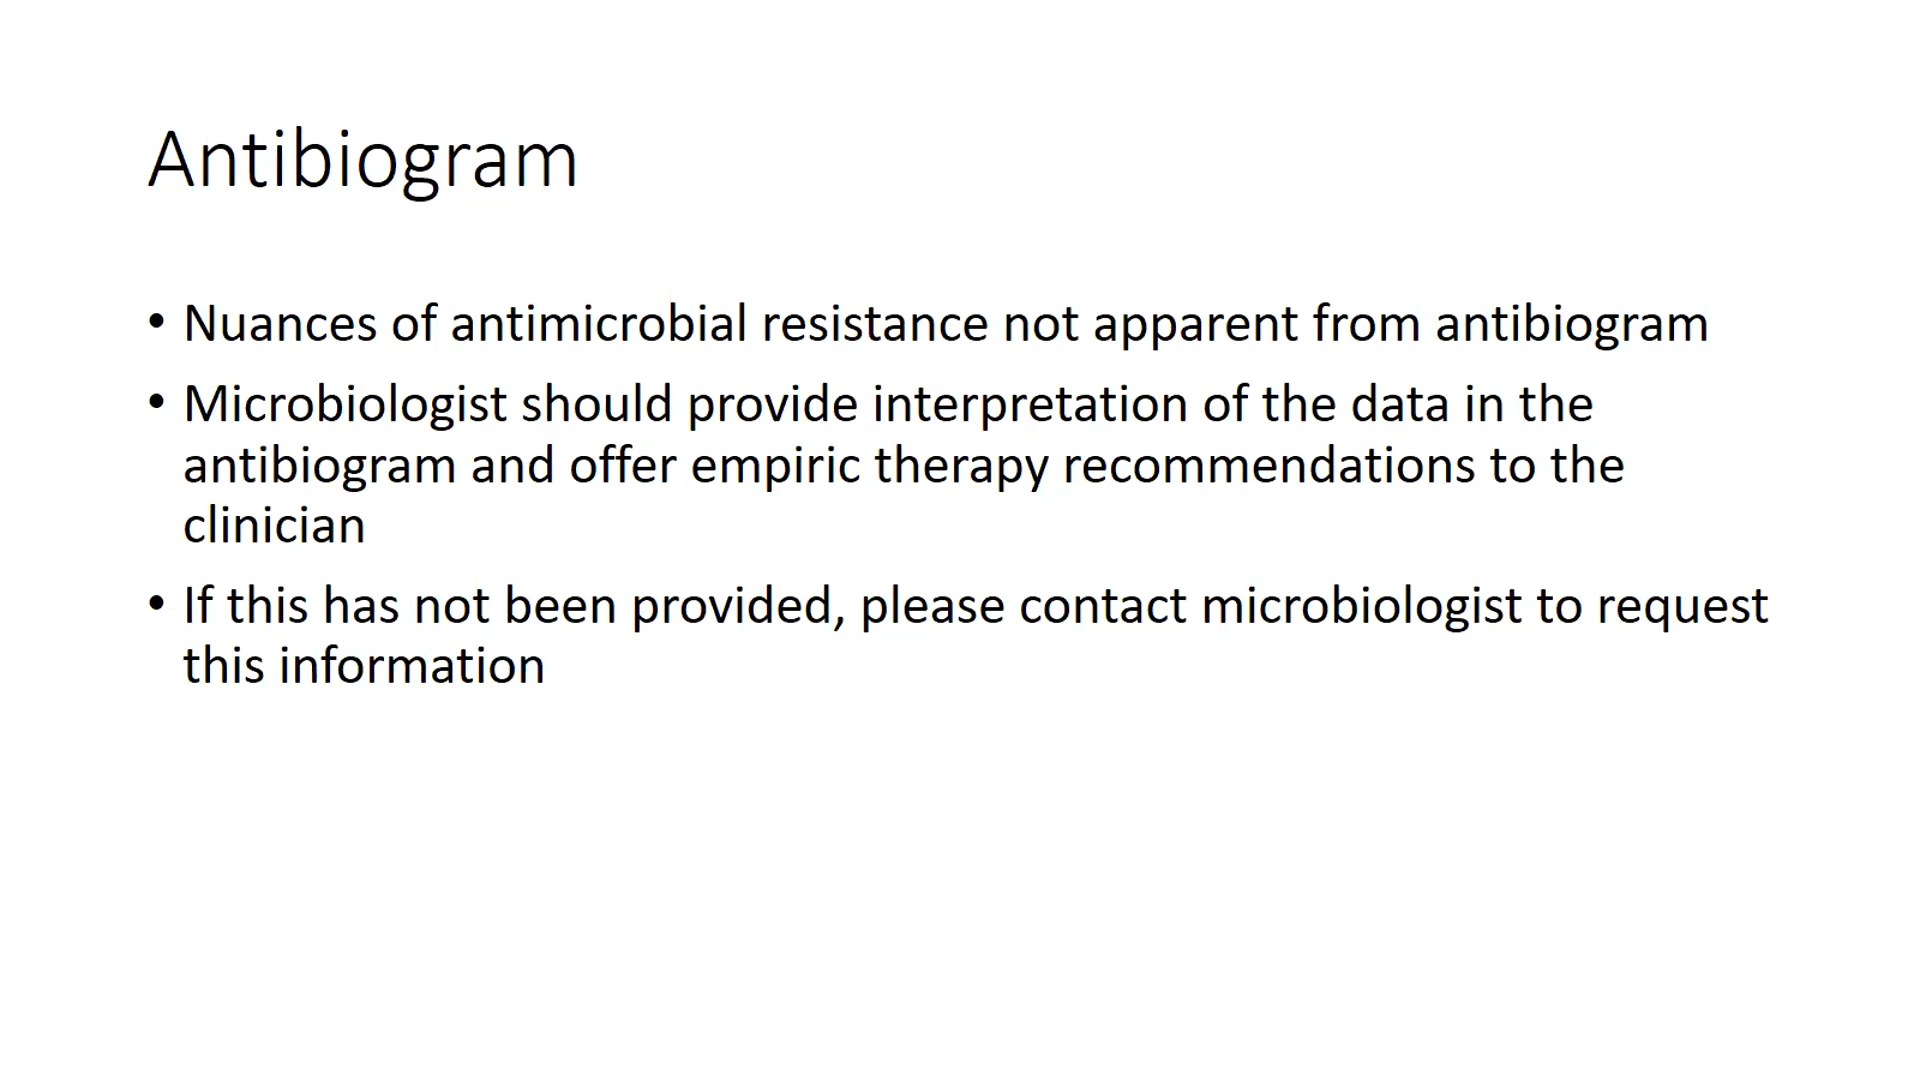 Antibiogram
• Nuances of antimicrobial resistance not apparent from antibiogram
• Microbiologist should provide interpretation of the data in the
antibiogram and offer empiric therapy recommendations to the
clinician
• If this has not been provided, please contact microbiologist to request
this information